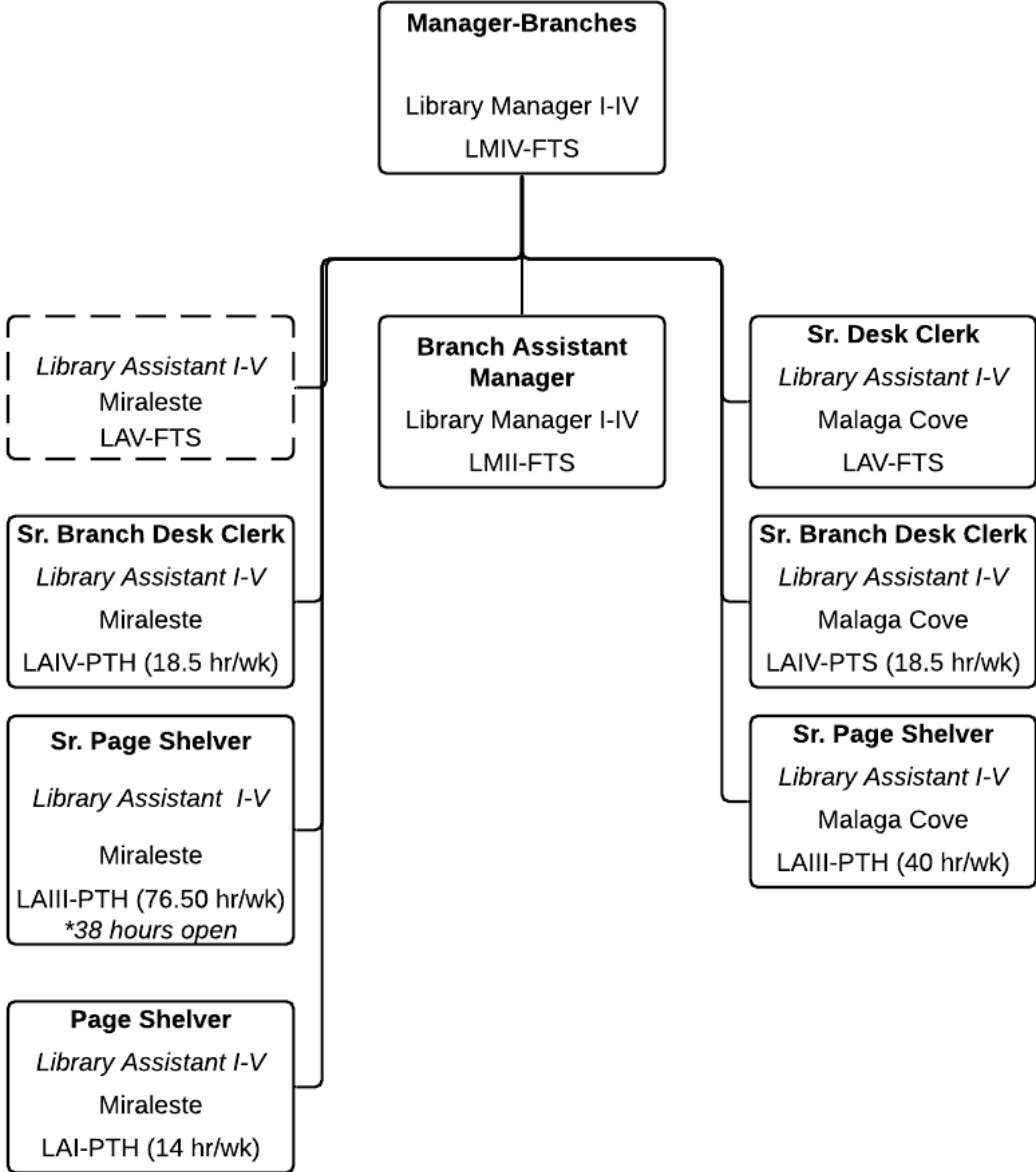 Manager-Branches
Library Manager I-IV
LMIV-FTS
Library Assistant I-V
Miraleste
LAV-FTS
Branch Assistant
Manager
Library Manager I-IV
LMII-FTS
Sr. Desk Clerk
Library Assistant I-V
Malaga Cove
LAV-FTS
Sr. Branch Desk Clerk
Library Assistant I-V
Miraleste
LAIV-PTH (18.5 hr/wk)
Sr. Branch Desk Clerk
Library Assistant I-V
Malaga Cove
LAIV-PTS (18.5 hr/wk)
Sr. Page Shelver
Library Assistant I-V
Miraleste
LAIII-PTH (76.50 hr/wk)
*38 hours open
Sr. Page Shelver
Library Assistant I-V
Malaga Cove
LAIII-PTH (40 hr/wk)
Page Shelver
Library Assistant I-V
Miraleste
LAI-PTH (14 hr/wk)